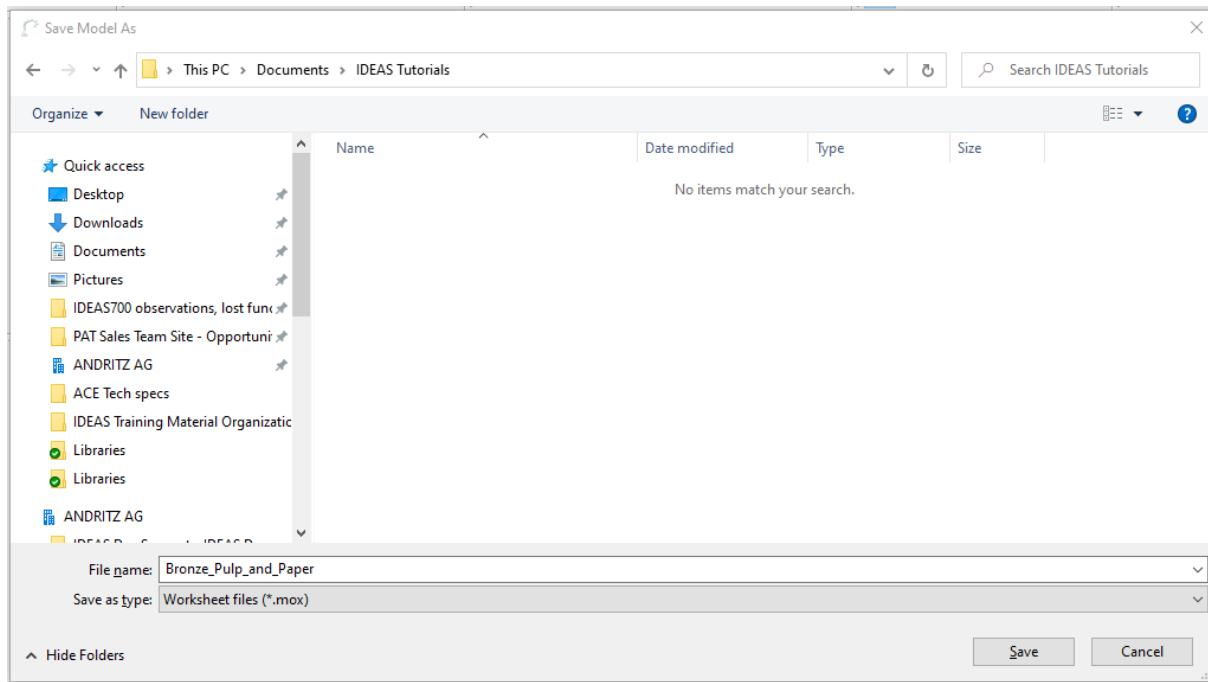 Save Model As
This PC > Documents > IDEAS Tutorials
Search IDEAS Tutorials
Organize
New folder
Name
Date modified
Type
Size
No items match your search.
Quick access
Desktop
Downloads
Documents
Pictures
IDEAS700 observations, lost func
PAT Sales Team Site - Opportunit
ANDRITZ AG
ACE Tech specs
IDEAS Training Material Organizatic
Libraries
Libraries
ANDRITZ AG
File name: Bronze_Pulp_and_Paper
Save as type: Worksheet files (*.mox)
Hide Folders
Save
Cancel